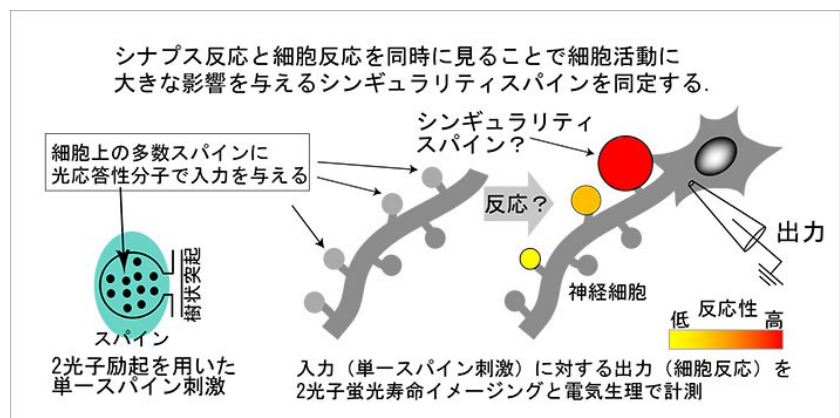 シナプス反応と細胞反応を同時に見ることで細胞活動に
大きな影響を与えるシンギュラリティスパインを同定する.
シンギュラリティ
スパイン？
細胞上の多数スパインに
光応答性分子で入力を与える
反応？
出力
樹状突起
スパイン
神経細胞
反応性
低
高
2光子励起を用いた
単一スパイン刺激
入力（単一スパイン刺激）に対する出力（細胞反応）を
2光子蛍光寿命イメージングと電気生理で計測